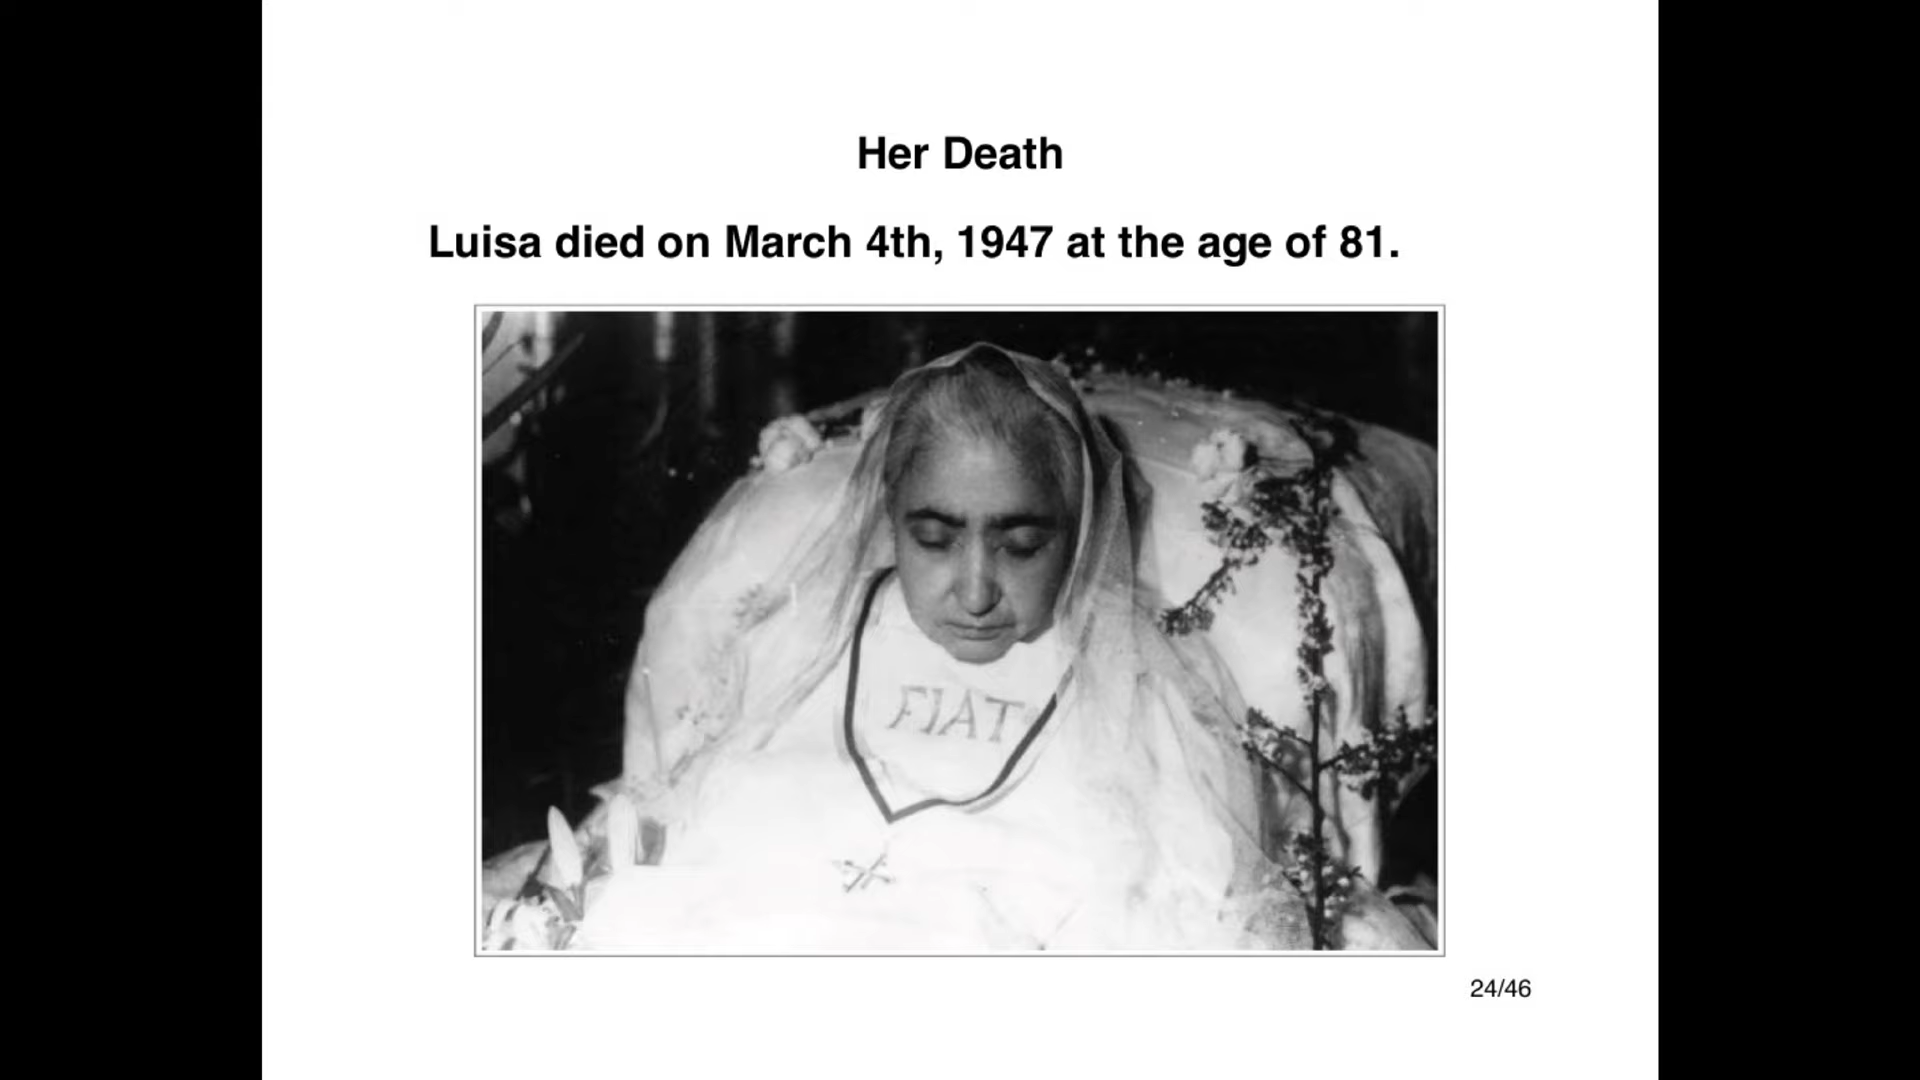 Her Death
Luisa died on March 4th, 1947 at the age of 81.
FIAT
24/46